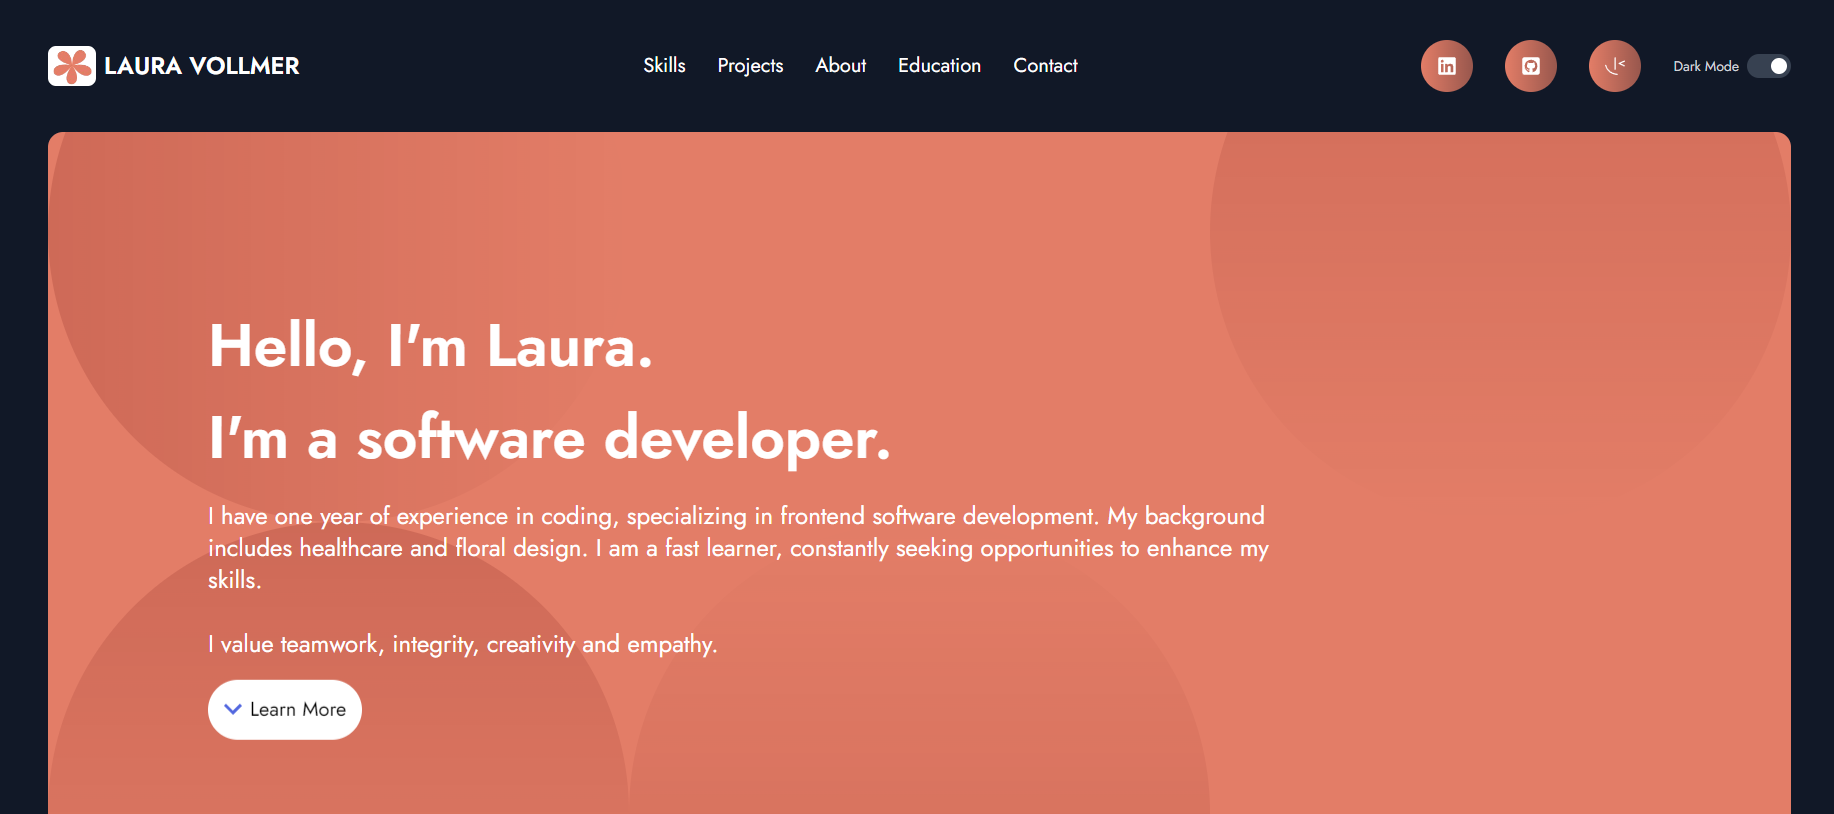 LAURA VOLLMER
Skills
Projects
About
Education
Contact
in
Dark Mode
Hello, I'm Laura.
I'm a software developer.
I have one year of experience in coding, specializing in frontend software development. My background
includes healthcare and floral design. I am a fast learner, constantly seeking opportunities to enhance my
skills.
I value teamwork, integrity, creativity and empathy.
Learn More